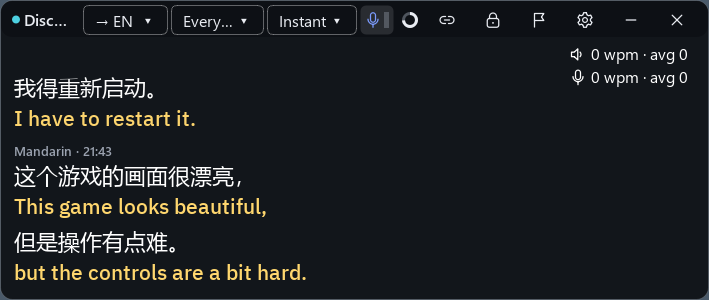 Disc...
→ EN
Every...
Instant
0 wpm · avg 0
0 wpm · avg 0
我得重新启动。
I have to restart it.
Mandarin · 21:43
这个游戏的画面很漂亮，
This game looks beautiful,
但是操作有点难。
but the controls are a bit hard.